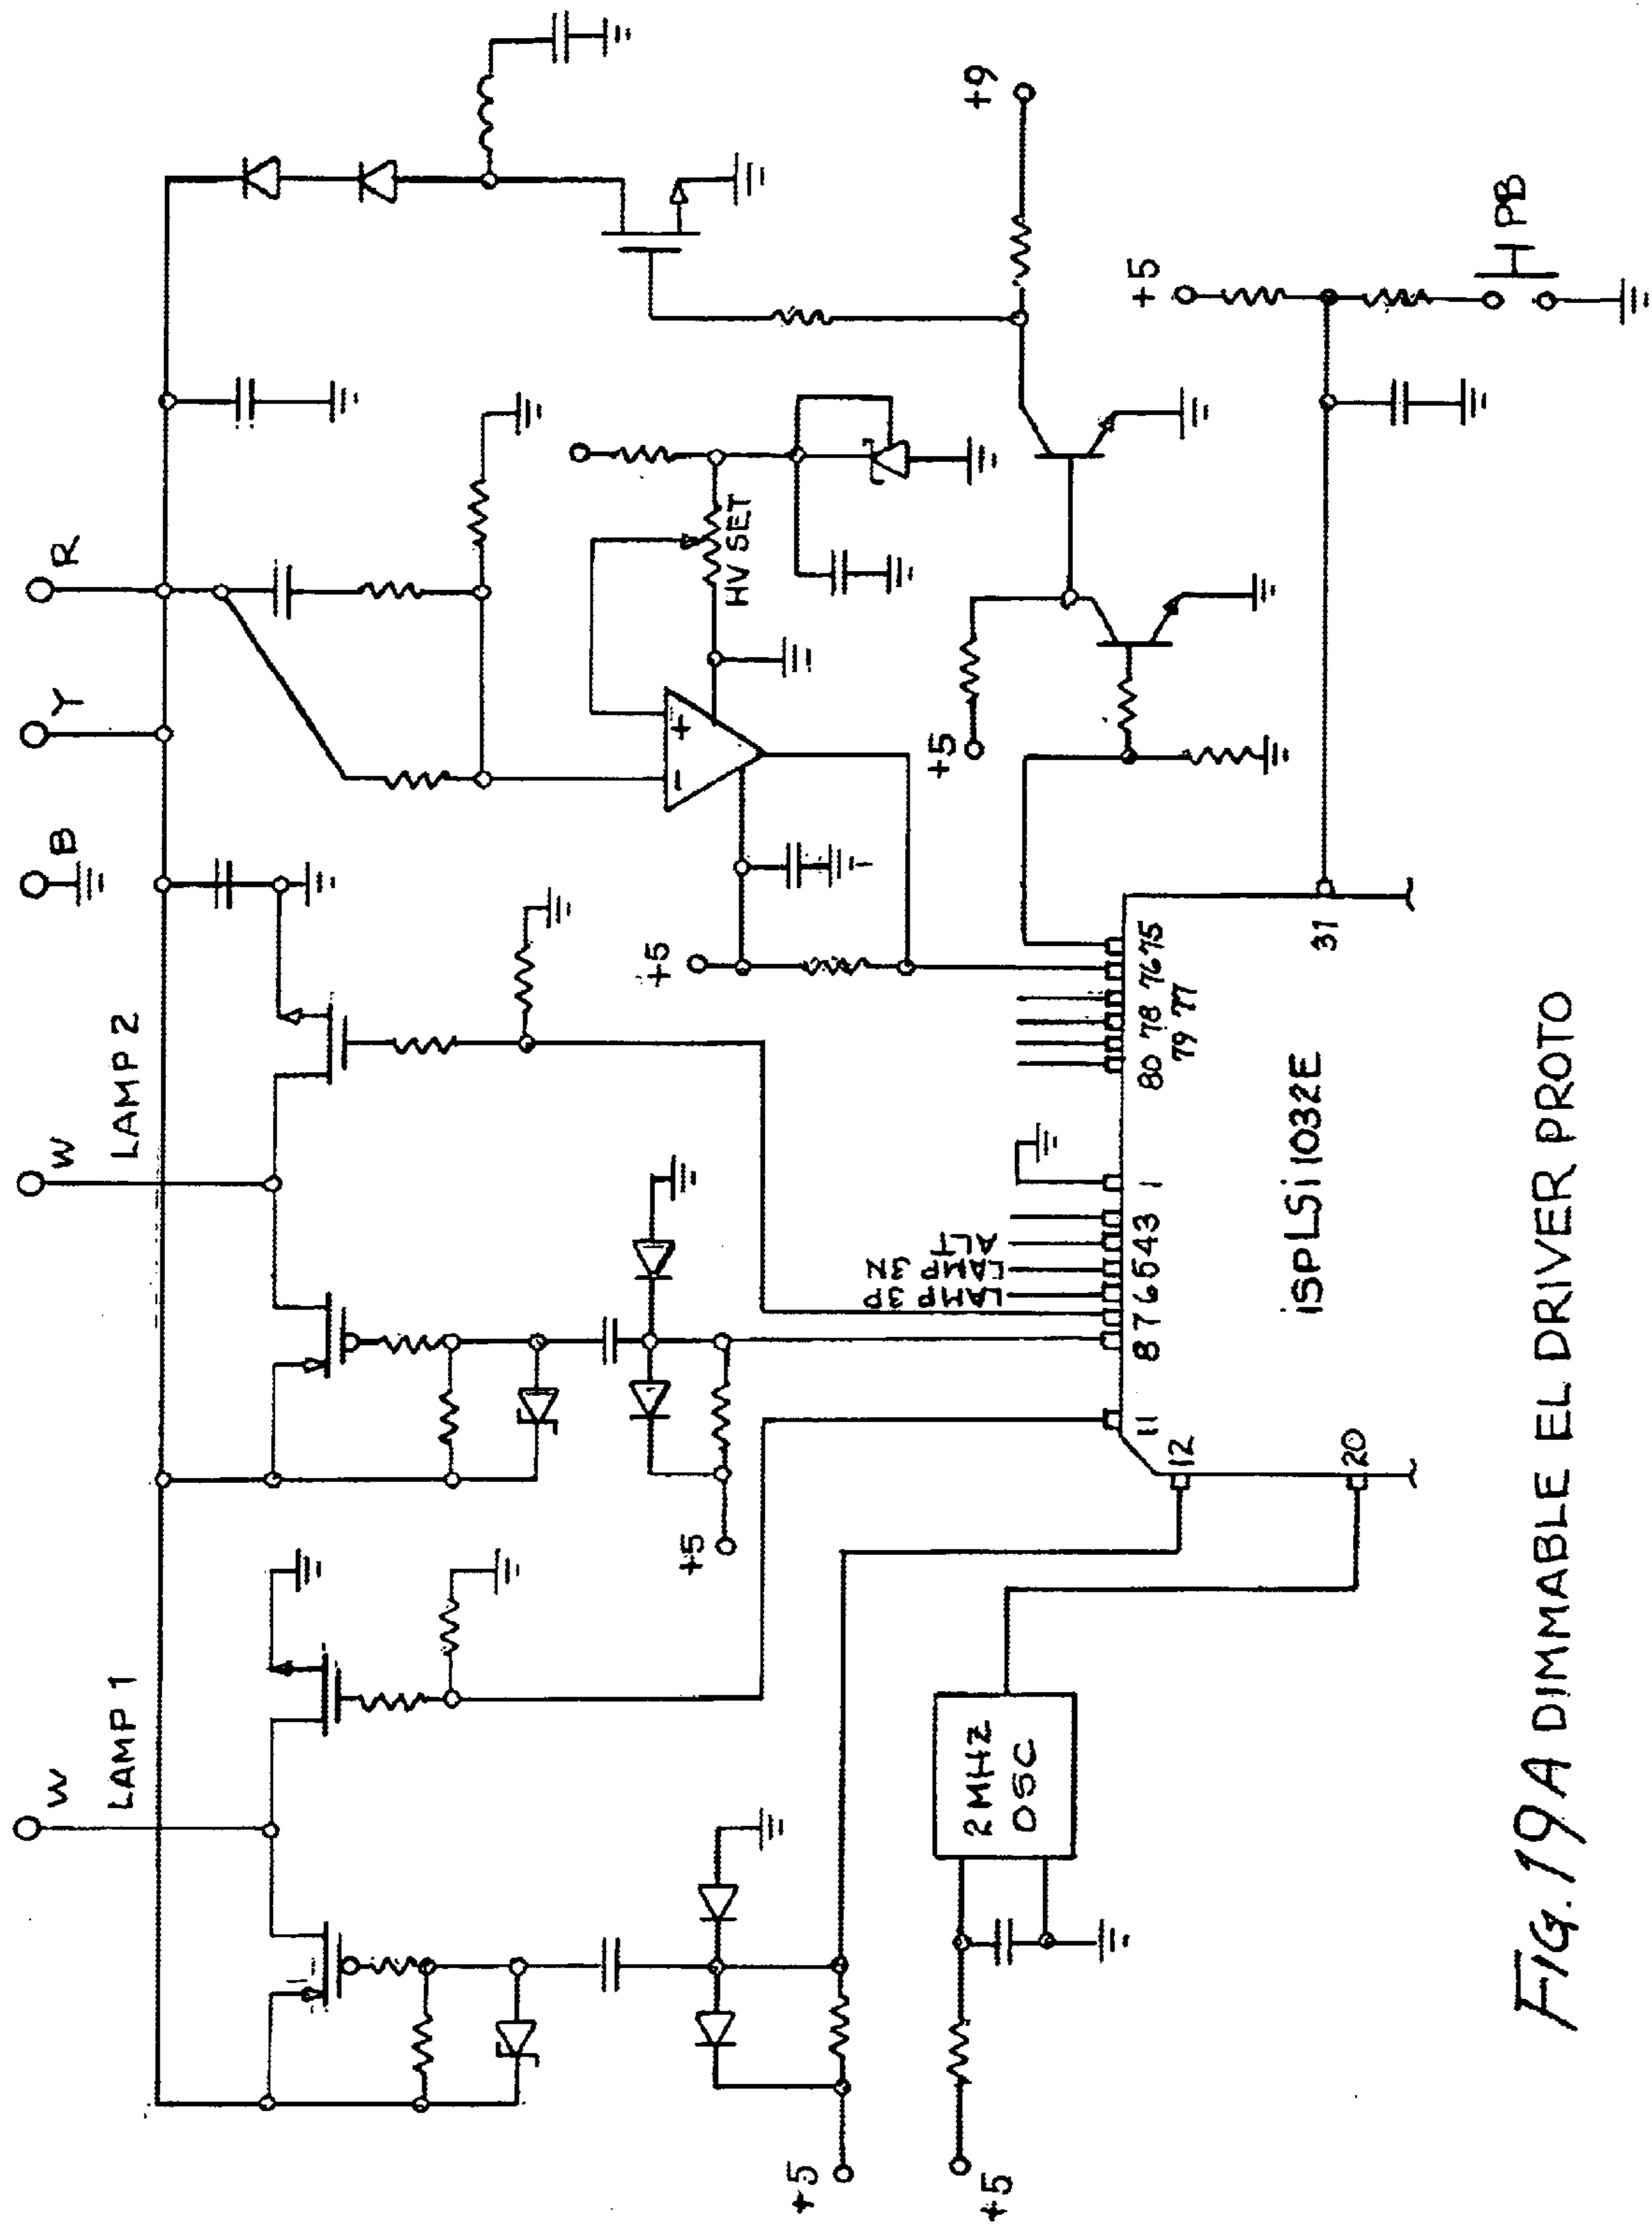 W
LAMP 1
W
LAMP 2
B
Y
R
+5
+5
+5
+5
−
+
HV SET
+5
+9
+5
PB
2MHZ
OSC
LAMP 3P
LAMP 3N
ALT
11
8 7 6 5 4 3
1
80 78 76 75
79 77
12
20
31
ispLSi 1032E
FIG. 19A DIMMABLE EL DRIVER PROTO